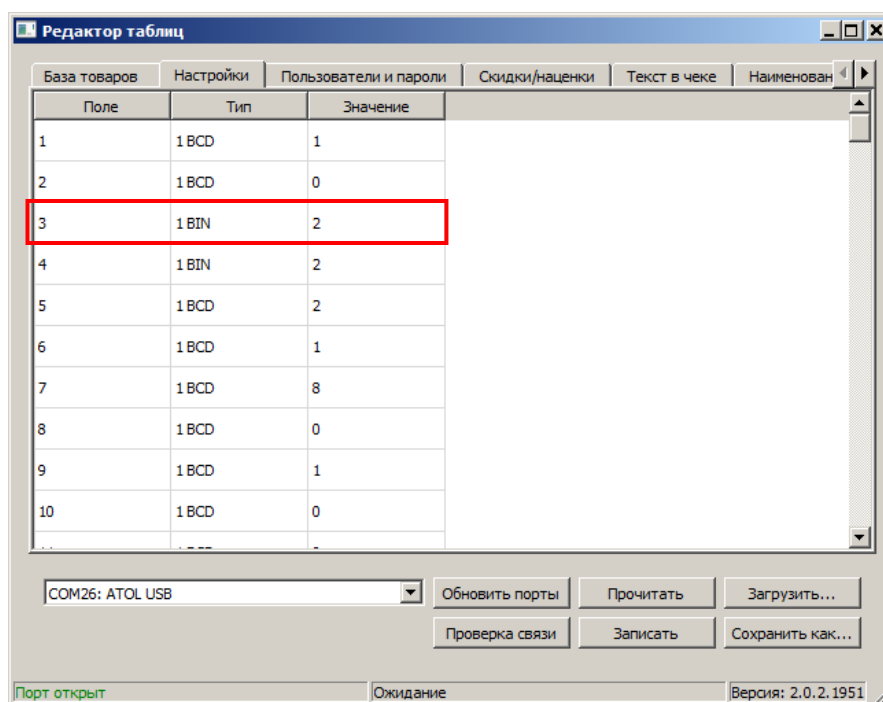 Редактор таблиц
База товаров Настройки Пользователи и пароли Скидки/наценки Текст в чеке Наименован
Поле Тип Значение
1 1 BCD 1
2 1 BCD 0
3 1 BIN 2
4 1 BIN 2
5 1 BCD 2
6 1 BCD 1
7 1 BCD 8
8 1 BCD 0
9 1 BCD 1
10 1 BCD 0
COM26: ATOL USB Обновить порты Прочитать Загрузить...
Проверка связи Записать Сохранить как...
Порт открыт Ожидание Версия: 2.0.2.1951